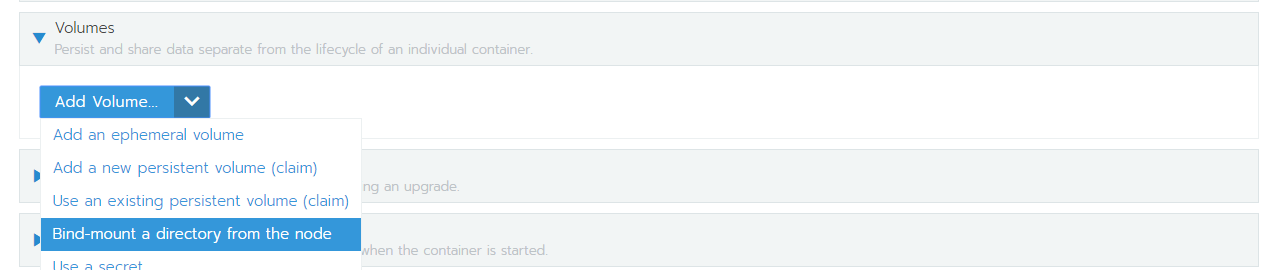 Volumes
Persist and share data separate from the lifecycle of an individual container.
Add Volume...
Add an ephemeral volume
Add a new persistent volume (claim)
ng an upgrade.
Use an existing persistent volume (claim)
Bind-mount a directory from the node
when the container is started.
Use a secret